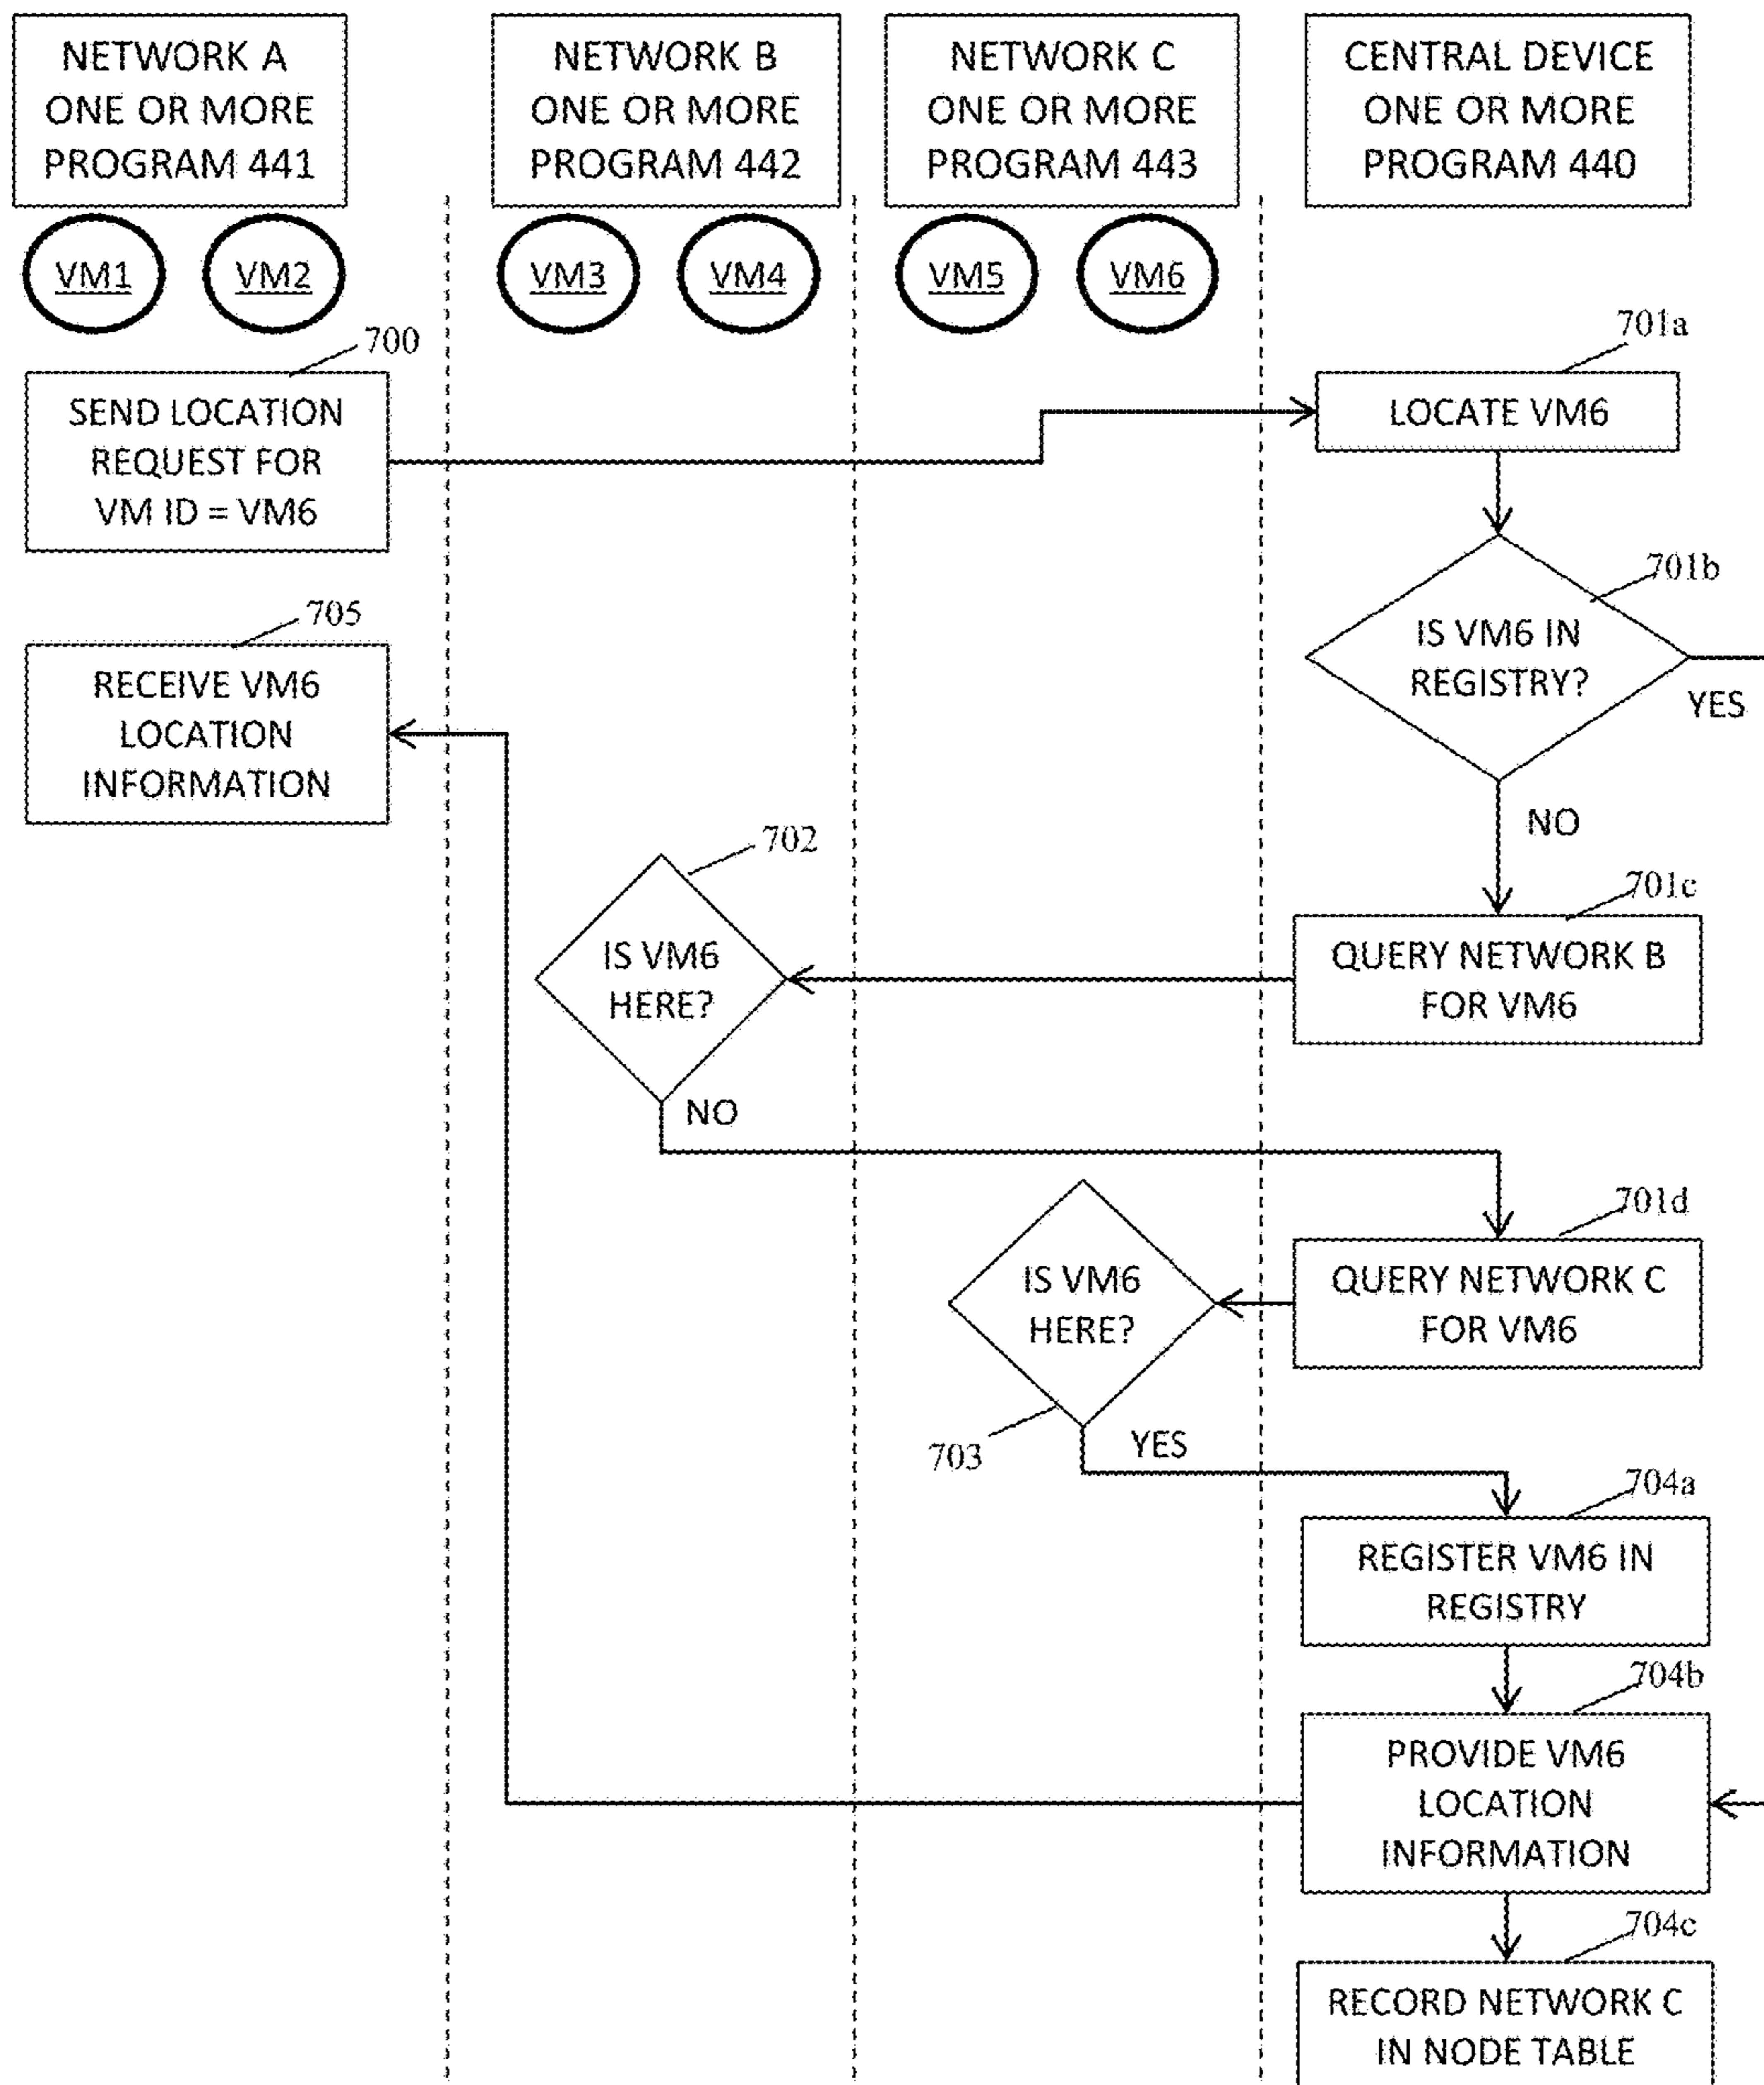 NETWORK A
ONE OR MORE
PROGRAM 441
NETWORK B
ONE OR MORE
PROGRAM 442
NETWORK C
ONE OR MORE
PROGRAM 443
CENTRAL DEVICE
ONE OR MORE
PROGRAM 440
VM1
VM2
VM3
VM4
VM5
VM6
700
SEND LOCATION
REQUEST FOR
VM ID = VM6
701a
LOCATE VM6
701b
IS VM6 IN
REGISTRY?
YES
NO
705
RECEIVE VM6
LOCATION
INFORMATION
702
IS VM6
HERE?
NO
701c
QUERY NETWORK B
FOR VM6
701d
QUERY NETWORK C
FOR VM6
IS VM6
HERE?
703
YES
704a
REGISTER VM6 IN
REGISTRY
704b
PROVIDE VM6
LOCATION
INFORMATION
704c
RECORD NETWORK C
IN NODE TABLE